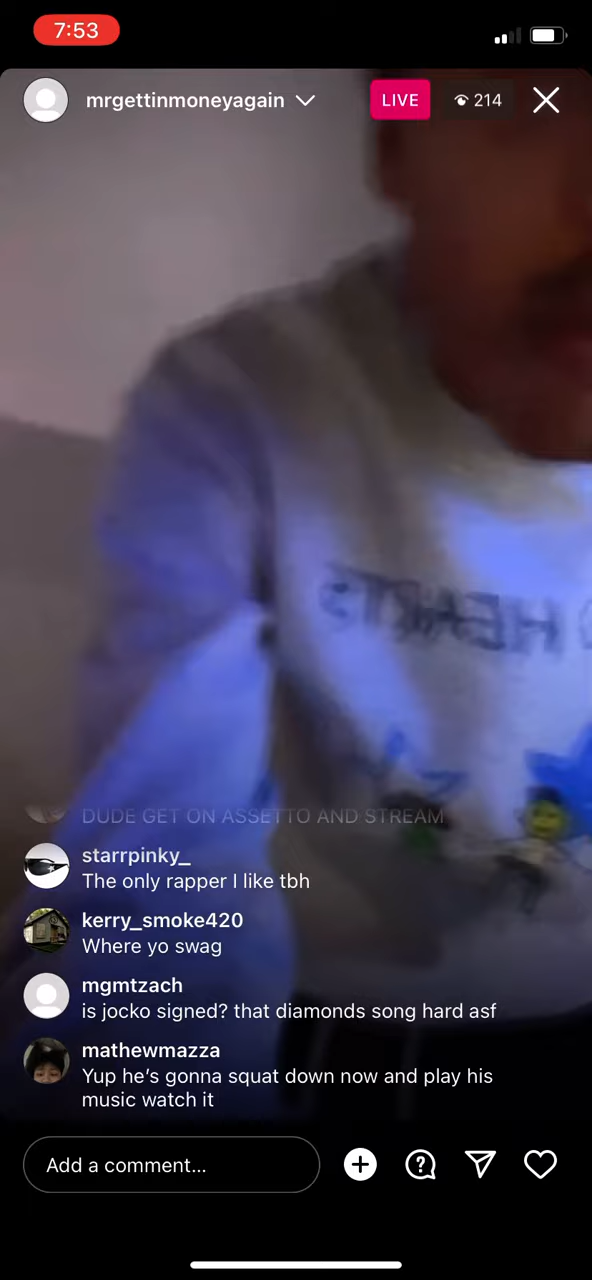 7:53
mrgettinmoneyagain
LIVE
214
HEARTS
DUDE GET ON ASSETTO AND STREAM
starrpinky_
The only rapper I like tbh
kerry_smoke420
Where yo swag
mgmtzach
is jocko signed? that diamonds song hard asf
mathewmazza
Yup he's gonna squat down now and play his
music watch it
Add a comment...